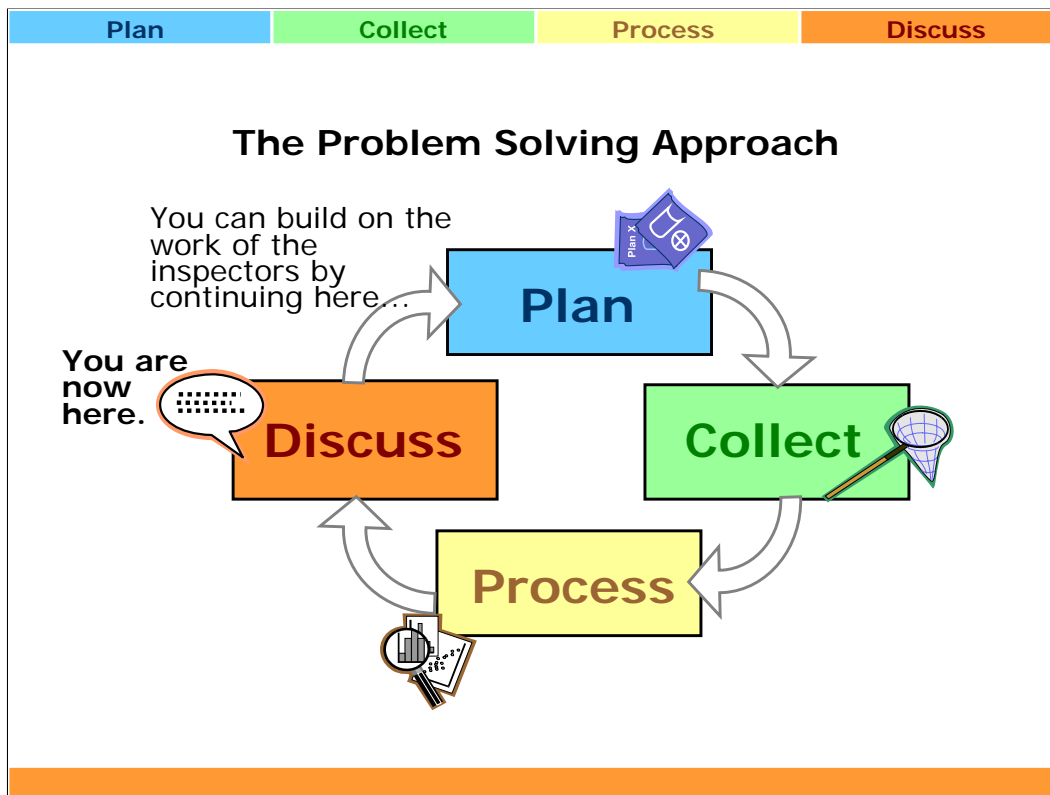 Plan Collect Process Discuss
The Problem Solving Approach
You can build on the
work of the
inspectors by
continuing here...
Plan X
Plan
You are
now
here.
Discuss
Collect
Process